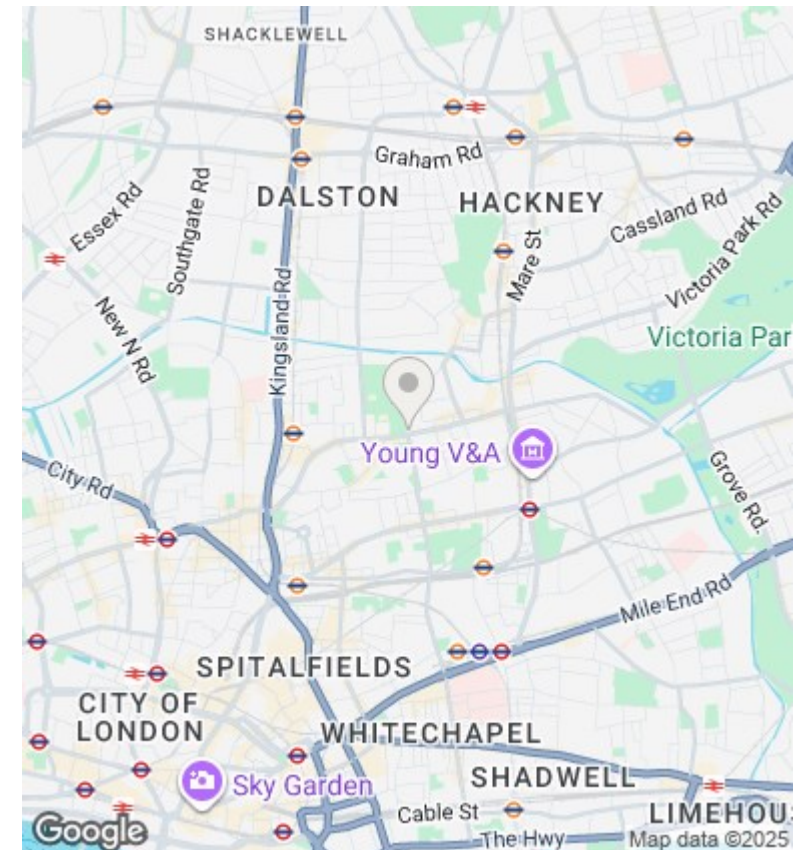 SHACKLEWELL
Graham Rd
DALSTON
HACKNEY
Essex Rd
Southgate Rd
Cassland Rd
Victoria Park Rd
Mare St
Kingsland Rd
New N Rd
Victoria Par
Young V&A
City Rd
Grove Rd.
Mile End Rd
SPITALFIELDS
CITY OF
LONDON
WHITECHAPEL
Sky Garden
SHADWELL
Cable St
LIMEHOU
The Hwy
Google
Map data ©2025